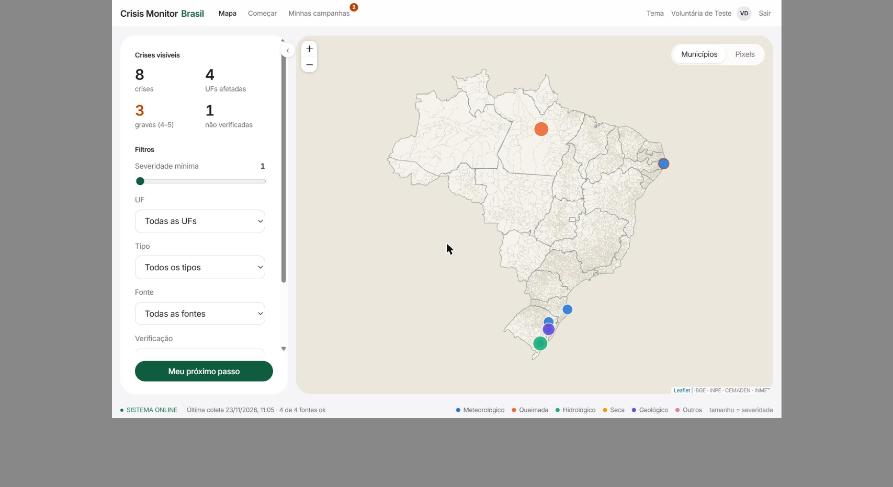 Crisis Monitor Brasil
Mapa
Começar
Minhas campanhas
Tema
Voluntária de Teste
VD
Sair
Crises visíveis
8
crises
4
UFs afetadas
3
graves (4–5)
1
não verificadas
Filtros
Severidade mínima 1
UF
Todas as UFs
Tipo
Todos os tipos
Fonte
Todas as fontes
Verificação
Meu próximo passo
+
−
Municípios
Pixels
Leaflet | IBGE · INPE · CEMADEN · INMET
SISTEMA ONLINE
Última coleta 23/11/2026, 11:05 · 4 de 4 fontes ok
Meteorológico
Queimada
Hidrológico
Seca
Geológico
Outros
tamanho = severidade